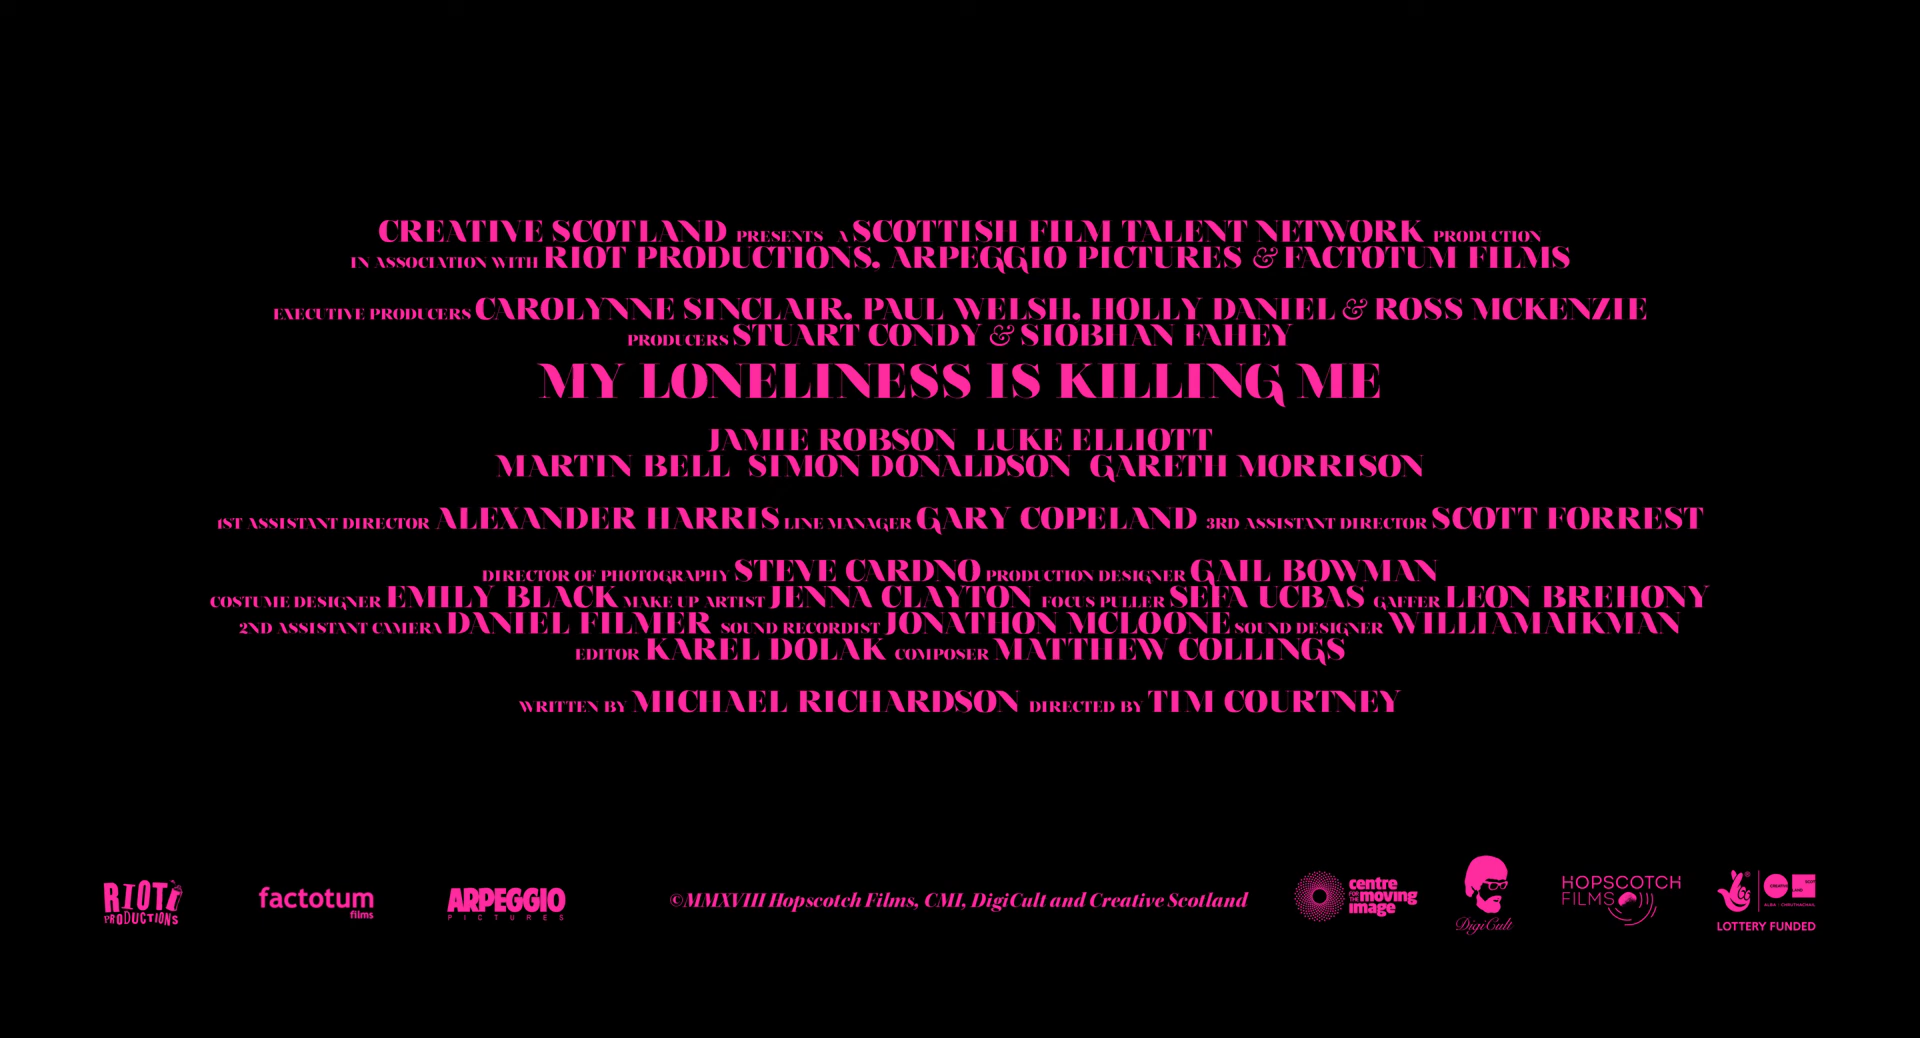 CREATIVE SCOTLAND PRESENTS A SCOTTISH FILM TALENT NETWORK PRODUCTION
IN ASSOCIATION WITH RIOT PRODUCTIONS. ARPEGGIO PICTURES & FACTOTUM FILMS
EXECUTIVE PRODUCERS CAROLYNNE SINCLAIR. PAUL WELSH. HOLLY DANIEL & ROSS MCKENZIE
PRODUCERS STUART CONDY & SIOBHAN FAHEY
MY LONELINESS IS KILLING ME
JAMIE ROBSON LUKE ELLIOTT
MARTIN BELL SIMON DONALDSON GARETH MORRISON
1ST ASSISTANT DIRECTOR ALEXANDER HARRIS LINE MANAGER GARY COPELAND 3RD ASSISTANT DIRECTOR SCOTT FORREST
DIRECTOR OF PHOTOGRAPHY STEVE CARDNO PRODUCTION DESIGNER GAIL BOWMAN
COSTUME DESIGNER EMILY BLACK MAKE UP ARTIST JENNA CLAYTON FOCUS PULLER SEFA UCBAS GAFFER LEON BREHONY
2ND ASSISTANT CAMERA DANIEL FILMER SOUND RECORDIST JONATHON MCLOONE SOUND DESIGNER WILLIAMAIKMAN
EDITOR KAREL DOLAK COMPOSER MATTHEW COLLINGS
WRITTEN BY MICHAEL RICHARDSON DIRECTED BY TIM COURTNEY
RIOT PRODUCTIONS
factotum films
ARPEGGIO PICTURES
©MMXVIII Hopscotch Films, CMI, DigiCult and Creative Scotland
centre FOR THE moving image
DigiCult
HOPSCOTCH FILMS
CREATIVE SCOTLAND
ALBA | CHRUTHACHAIL
LOTTERY FUNDED